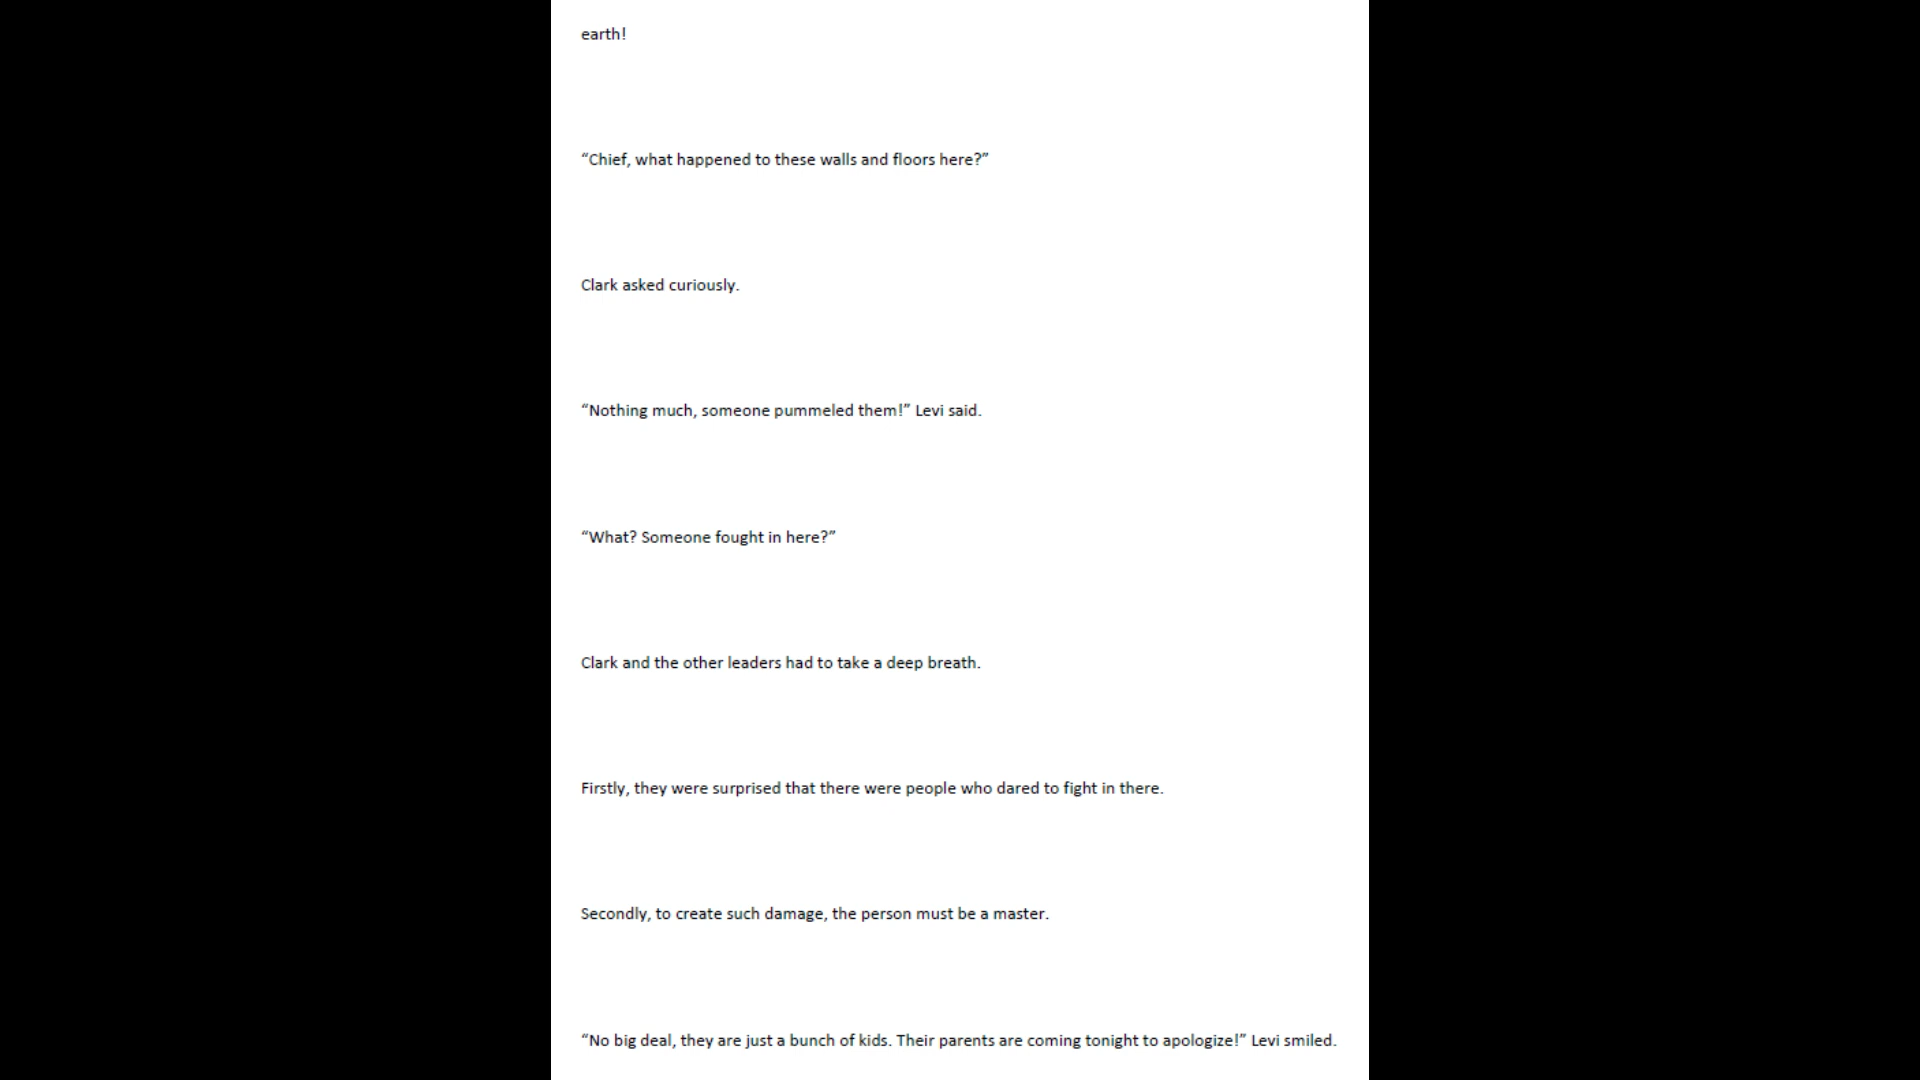 earth!
“Chief, what happened to these walls and floors here?”
Clark asked curiously.
“Nothing much, someone pummeled them!” Levi said.
“What? Someone fought in here?”
Clark and the other leaders had to take a deep breath.
Firstly, they were surprised that there were people who dared to fight in there.
Secondly, to create such damage, the person must be a master.
“No big deal, they are just a bunch of kids. Their parents are coming tonight to apologize!” Levi smiled.